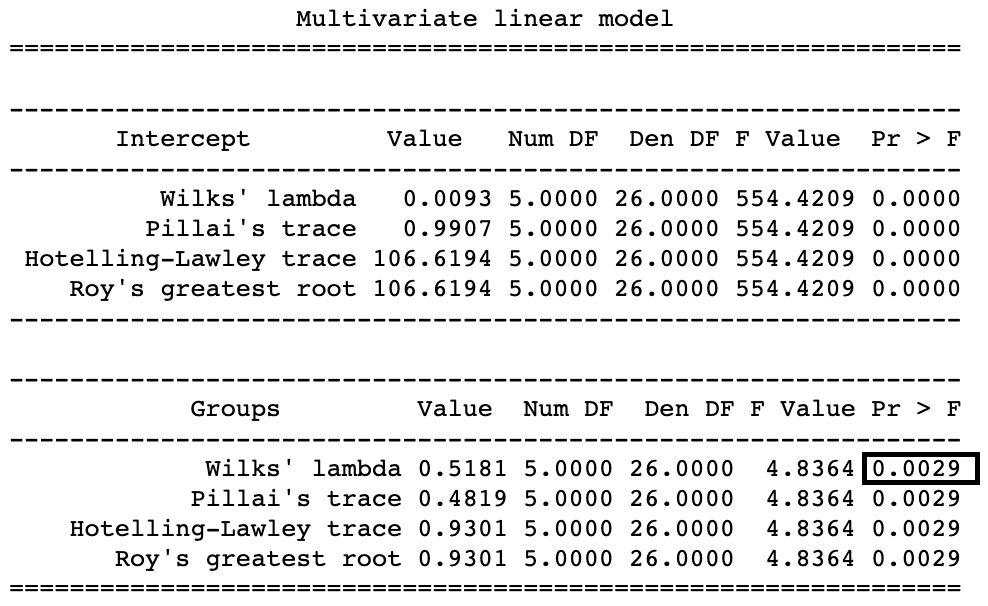 Multivariate linear model
================================================================
----------------------------------------------------------------
Intercept Value Num DF Den DF F Value Pr > F
----------------------------------------------------------------
Wilks' lambda 0.0093 5.0000 26.0000 554.4209 0.0000
Pillai's trace 0.9907 5.0000 26.0000 554.4209 0.0000
Hotelling-Lawley trace 106.6194 5.0000 26.0000 554.4209 0.0000
Roy's greatest root 106.6194 5.0000 26.0000 554.4209 0.0000
----------------------------------------------------------------
----------------------------------------------------------------
Groups Value Num DF Den DF F Value Pr > F
----------------------------------------------------------------
Wilks' lambda 0.5181 5.0000 26.0000 4.8364 0.0029
Pillai's trace 0.4819 5.0000 26.0000 4.8364 0.0029
Hotelling-Lawley trace 0.9301 5.0000 26.0000 4.8364 0.0029
Roy's greatest root 0.9301 5.0000 26.0000 4.8364 0.0029
================================================================